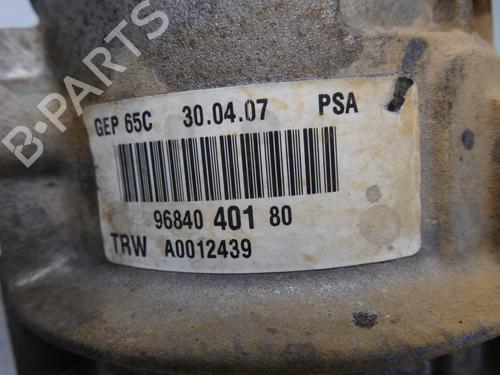 B-PARTS
GEP 65C 30.04.07 PSA
96840 401 80
TRW A0012439